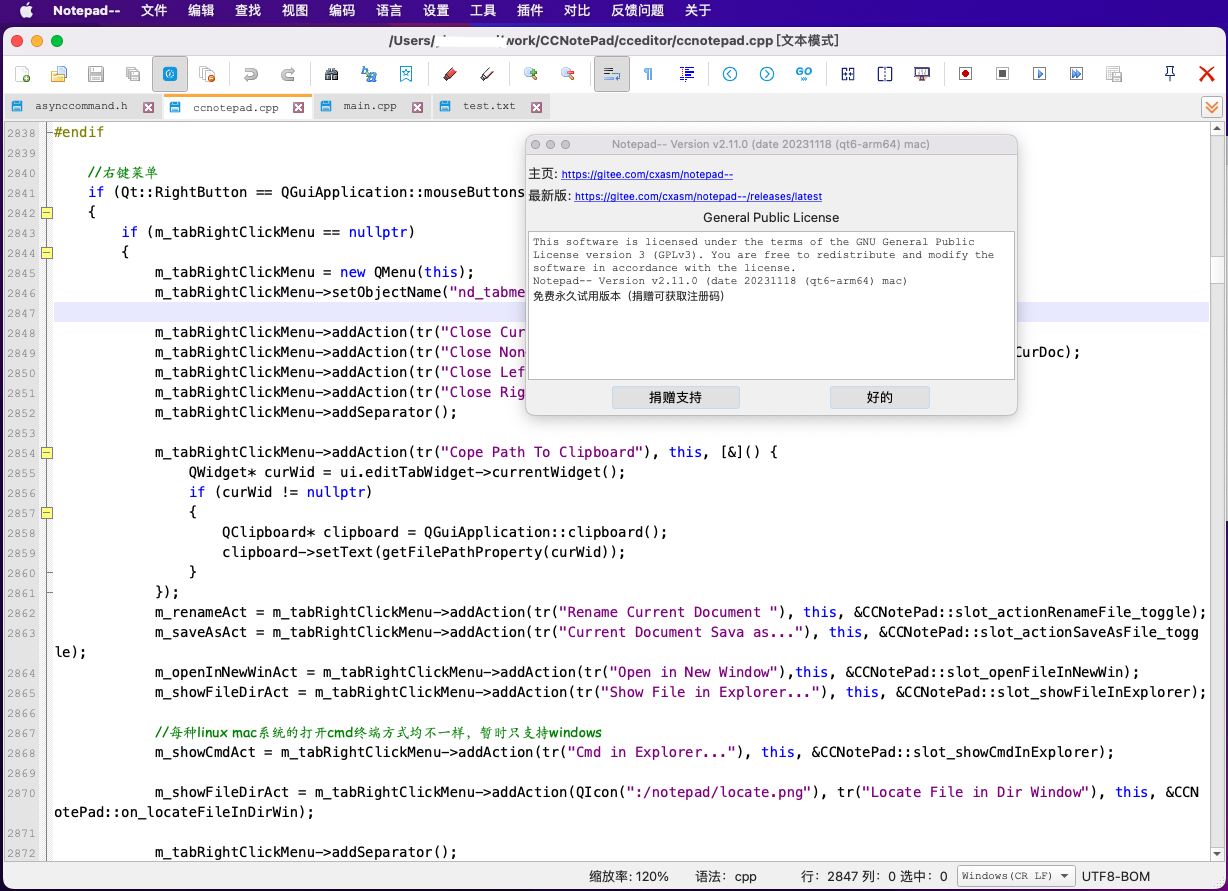 Notepad-- 文件 编辑 查找 视图 编码 语言 设置 工具 插件 对比 反馈问题 关于
/Users/ work/CCNotePad/cceditor/ccnotepad.cpp [文本模式]
asynccommand.h ccnotepad.cpp main.cpp test.txt
2838 #endif
2839
2840 //右键菜单
2841 if (Qt::RightButton == QGuiApplication::mouseButtons
2842 {
2843 if (m_tabRightClickMenu == nullptr)
2844 {
2845 m_tabRightClickMenu = new QMenu(this);
2846 m_tabRightClickMenu->setObjectName("nd_tabme
2847
2848 m_tabRightClickMenu->addAction(tr("Close Cur
2849 m_tabRightClickMenu->addAction(tr("Close Non CurDoc);
2850 m_tabRightClickMenu->addAction(tr("Close Lef
2851 m_tabRightClickMenu->addAction(tr("Close Rig
2852 m_tabRightClickMenu->addSeparator();
2853
2854 m_tabRightClickMenu->addAction(tr("Cope Path To Clipboard"), this, [&]() {
2855 QWidget* curWid = ui.editTabWidget->currentWidget();
2856 if (curWid != nullptr)
2857 {
2858 QClipboard* clipboard = QGuiApplication::clipboard();
2859 clipboard->setText(getFilePathProperty(curWid));
2860 }
2861 });
2862 m_renameAct = m_tabRightClickMenu->addAction(tr("Rename Current Document "), this, &CCNotePad::slot_actionRenameFile_toggle);
2863 m_saveAsAct = m_tabRightClickMenu->addAction(tr("Current Document Sava as..."), this, &CCNotePad::slot_actionSaveAsFile_togg
le);
2864 m_openInNewWinAct = m_tabRightClickMenu->addAction(tr("Open in New Window"),this, &CCNotePad::slot_openFileInNewWin);
2865 m_showFileDirAct = m_tabRightClickMenu->addAction(tr("Show File in Explorer..."), this, &CCNotePad::slot_showFileInExplorer);
2866
2867 //每种linux mac系统的打开cmd终端方式均不一样，暂时只支持windows
2868 m_showCmdAct = m_tabRightClickMenu->addAction(tr("Cmd in Explorer..."), this, &CCNotePad::slot_showCmdInExplorer);
2869
2870 m_showFileDirAct = m_tabRightClickMenu->addAction(QIcon(":/notepad/locate.png"), tr("Locate File in Dir Window"), this, &CCN
otePad::on_locateFileInDirWin);
2871
2872 m_tabRightClickMenu->addSeparator();
Notepad-- Version v2.11.0 (date 20231118 (qt6-arm64) mac)
主页: https://gitee.com/cxasm/notepad--
最新版: https://gitee.com/cxasm/notepad--/releases/latest
General Public License
This software is licensed under the terms of the GNU General Public
License version 3 (GPLv3). You are free to redistribute and modify the
software in accordance with the license.
Notepad-- Version v2.11.0 (date 20231118 (qt6-arm64) mac)
免费永久试用版本（捐赠可获取注册码）
捐赠支持 好的
缩放率: 120% 语法：cpp 行：2847 列：0 选中：0 Windows(CR LF) UTF8-BOM